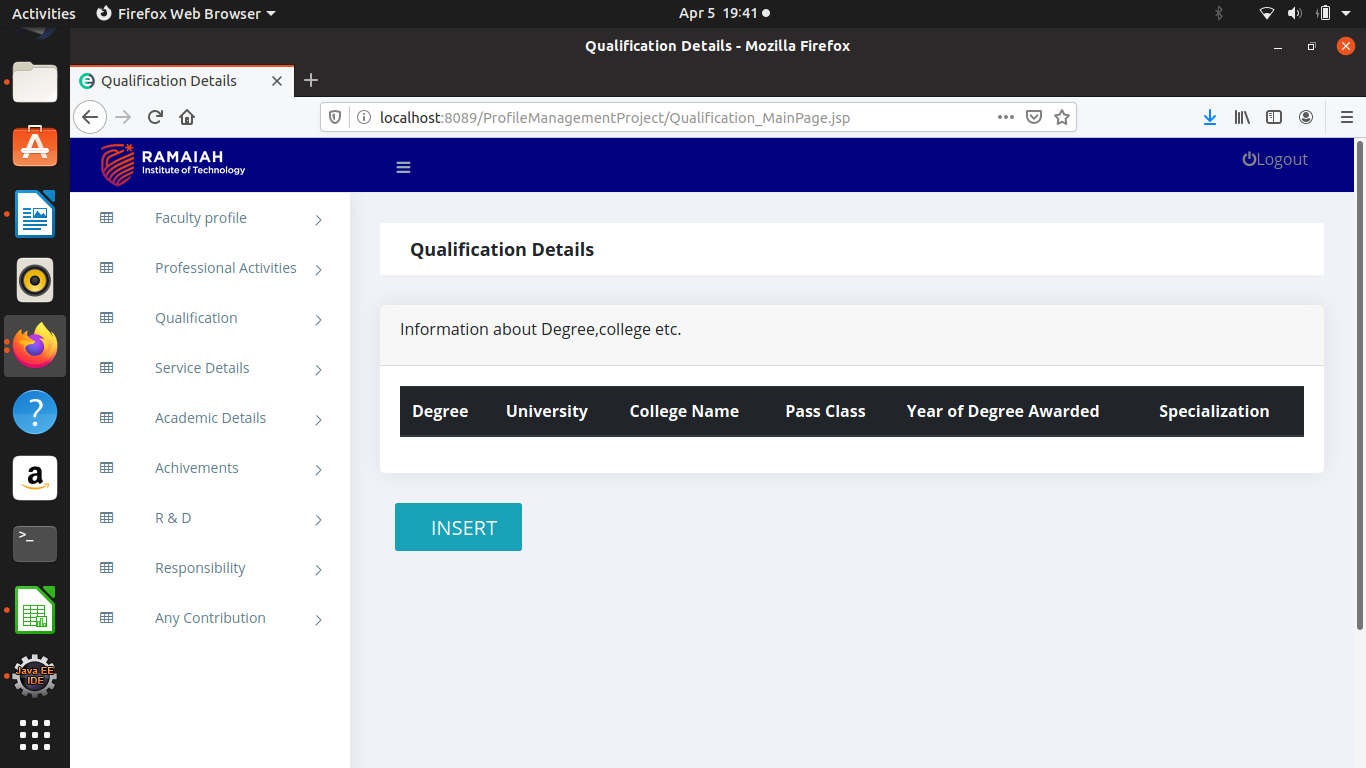 Activities Firefox Web Browser Apr 5 19:41
Qualification Details - Mozilla Firefox
Qualification Details
localhost:8089/ProfileManagementProject/Qualification_MainPage.jsp
RAMAIAH
Institute of Technology
Logout
Faculty profile
Professional Activities
Qualification
Service Details
Academic Details
Achivements
R & D
Responsibility
Any Contribution
Qualification Details
Information about Degree,college etc.
Degree University College Name Pass Class Year of Degree Awarded Specialization
INSERT
?
a
>_
Java EE
IDE